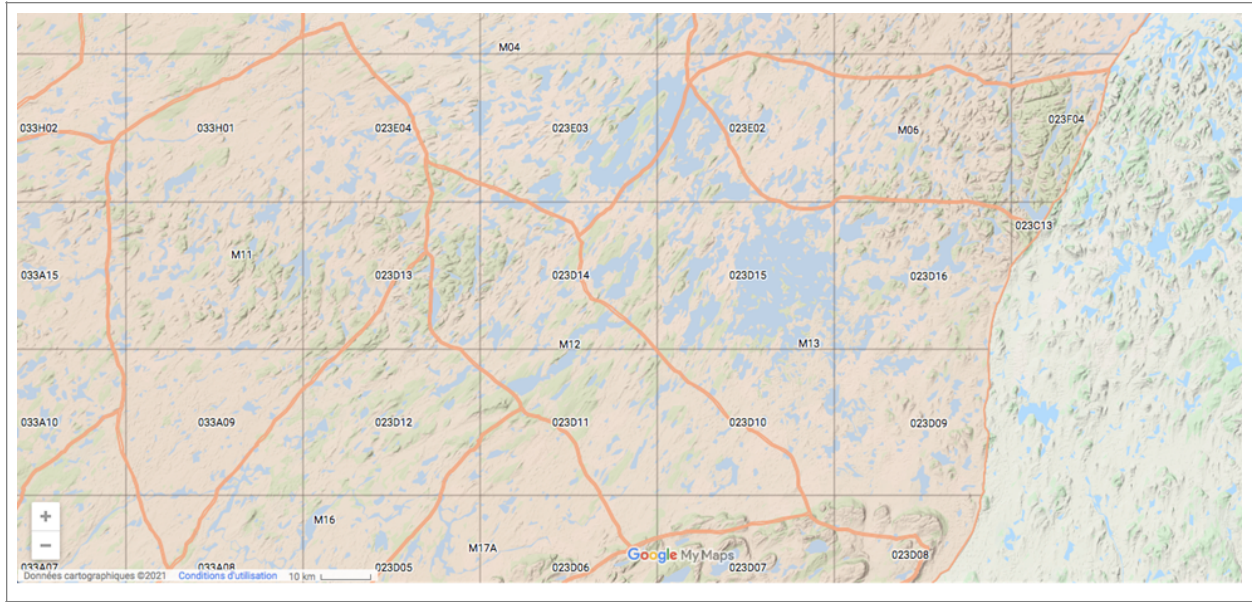 M04
033H02 033H01 023E04 023E03 023E02 M06 023F04
023C13
033A15 M11 023D13 023D14 023D15 023D16
M12 M13
033A10 033A09 023D12 023D11 023D10 023D09
+
−
M16 M17A Google My Maps 023D08
033A07 033A08 023D05 023D06 023D07
Données cartographiques ©2021 Conditions d'utilisation 10 km